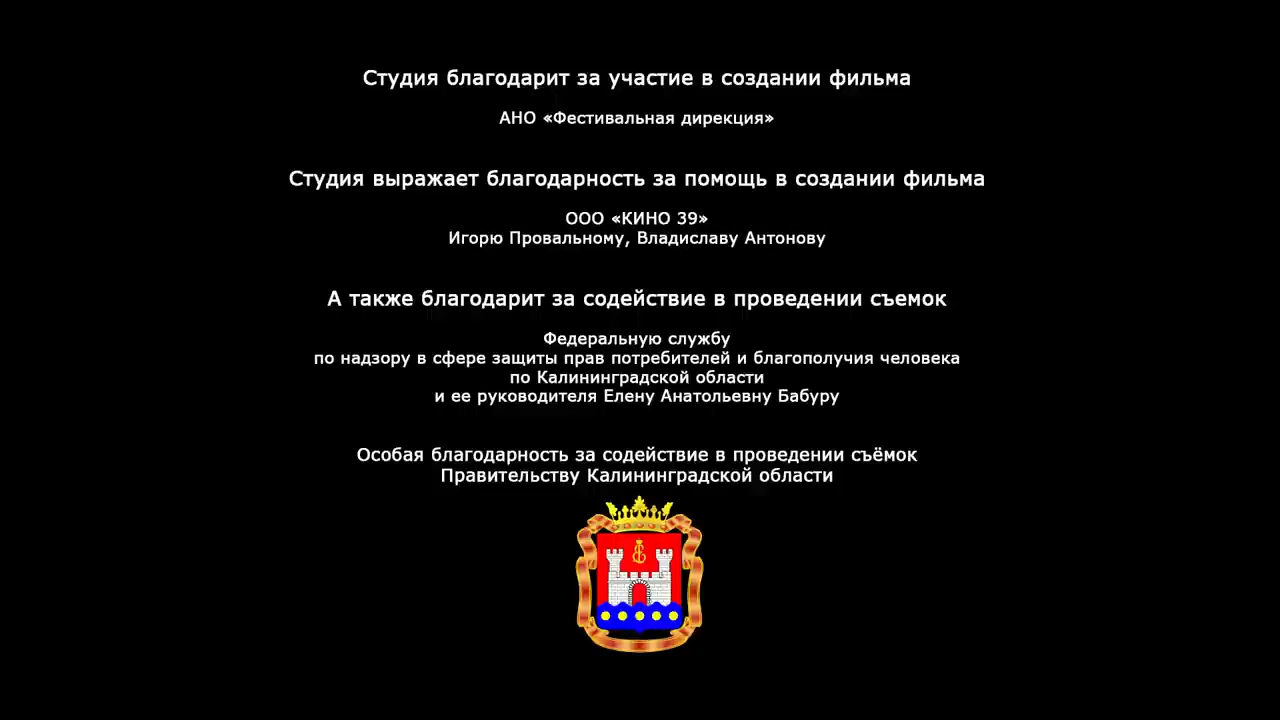 Студия благодарит за участие в создании фильма
АНО «Фестивальная дирекция»
Студия выражает благодарность за помощь в создании фильма
ООО «КИНО 39»
Игорю Провальному, Владиславу Антонову
А также благодарит за содействие в проведении съемок
Федеральную службу
по надзору в сфере защиты прав потребителей и благополучия человека
по Калининградской области
и ее руководителя Елену Анатольевну Бабуру
Особая благодарность за содействие в проведении съёмок
Правительству Калининградской области